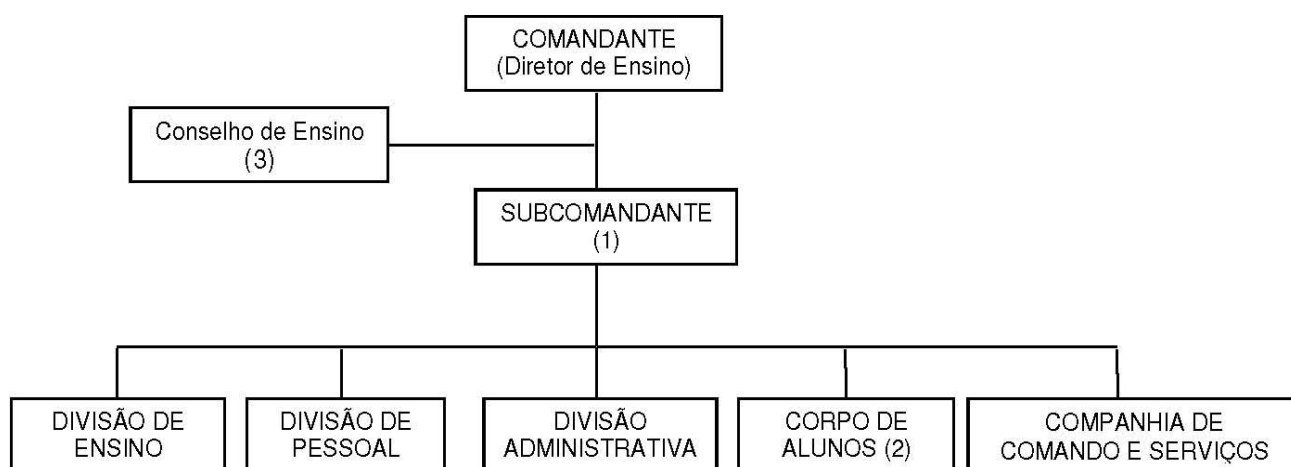 COMANDANTE
(Diretor de Ensino)
Conselho de Ensino
(3)
SUBCOMANDANTE
(1)
DIVISÃO DE
ENSINO
DIVISÃO DE
PESSOAL
DIVISÃO
ADMINISTRATIVA
CORPO DE
ALUNOS (2)
COMPANHIA DE
COMANDO E SERVIÇOS